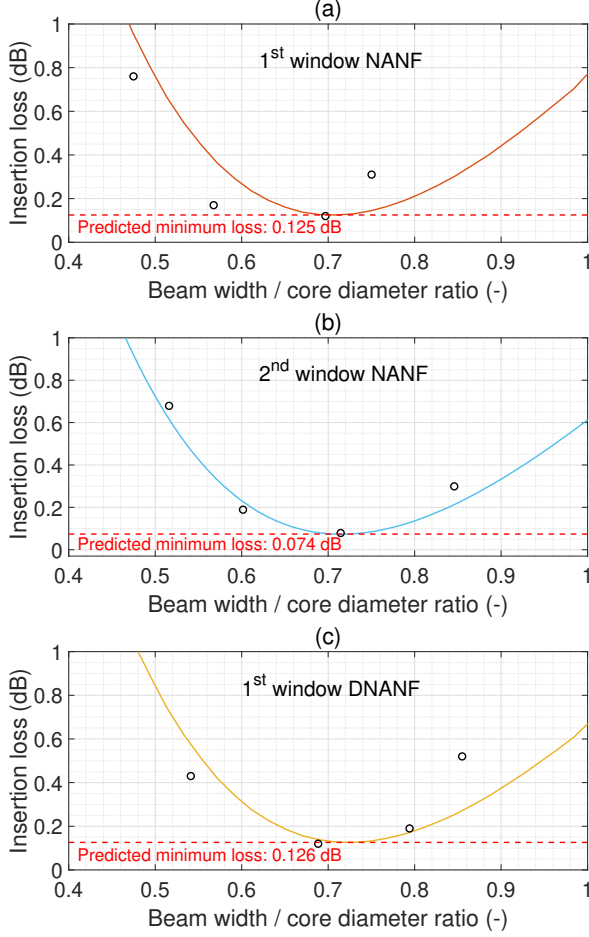 (a)
1
0.8
0.6
0.4
0.2
0
Insertion loss (dB)
1st window NANF
Predicted minimum loss: 0.125 dB
0.4 0.5 0.6 0.7 0.8 0.9 1
Beam width / core diameter ratio (-)
(b)
1
0.8
0.6
0.4
0.2
0
Insertion loss (dB)
2nd window NANF
Predicted minimum loss: 0.074 dB
0.4 0.5 0.6 0.7 0.8 0.9 1
Beam width / core diameter ratio (-)
(c)
1
0.8
0.6
0.4
0.2
0
Insertion loss (dB)
1st window DNANF
Predicted minimum loss: 0.126 dB
0.4 0.5 0.6 0.7 0.8 0.9 1
Beam width / core diameter ratio (-)